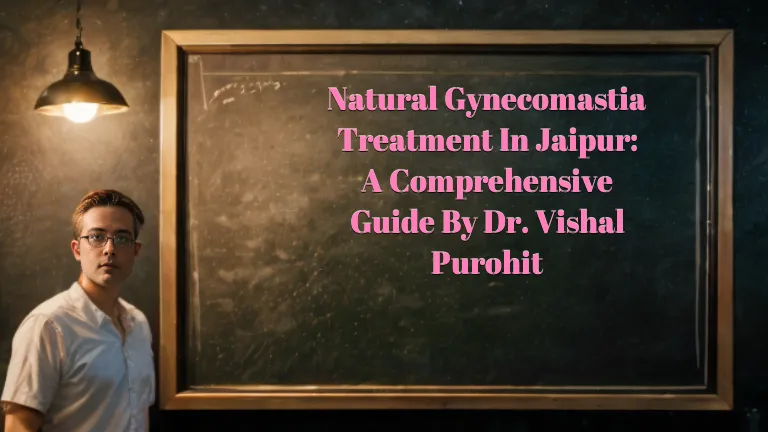 Natural Gynecomastia
Treatment In Jaipur:
A Comprehensive
Guide By Dr. Vishal
Purohit